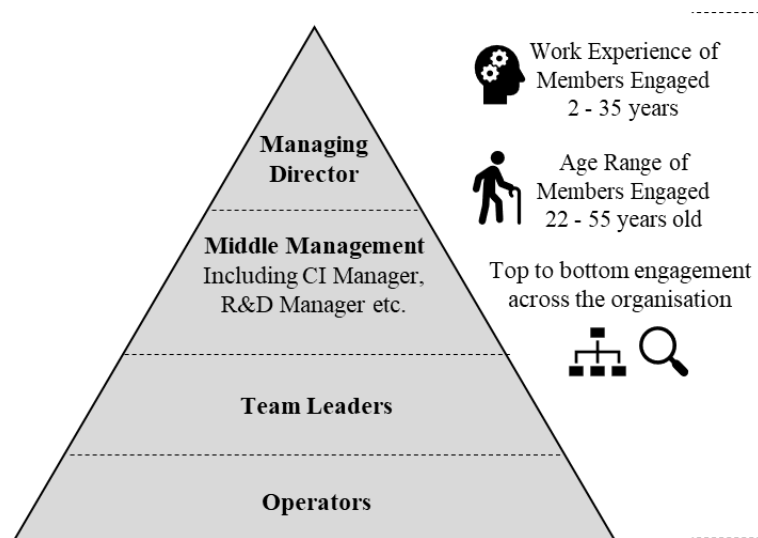 Managing
Director
Middle Management
Including CI Manager,
R&D Manager etc.
Team Leaders
Operators
Work Experience of
Members Engaged
2 - 35 years
Age Range of
Members Engaged
22 - 55 years old
Top to bottom engagement
across the organisation